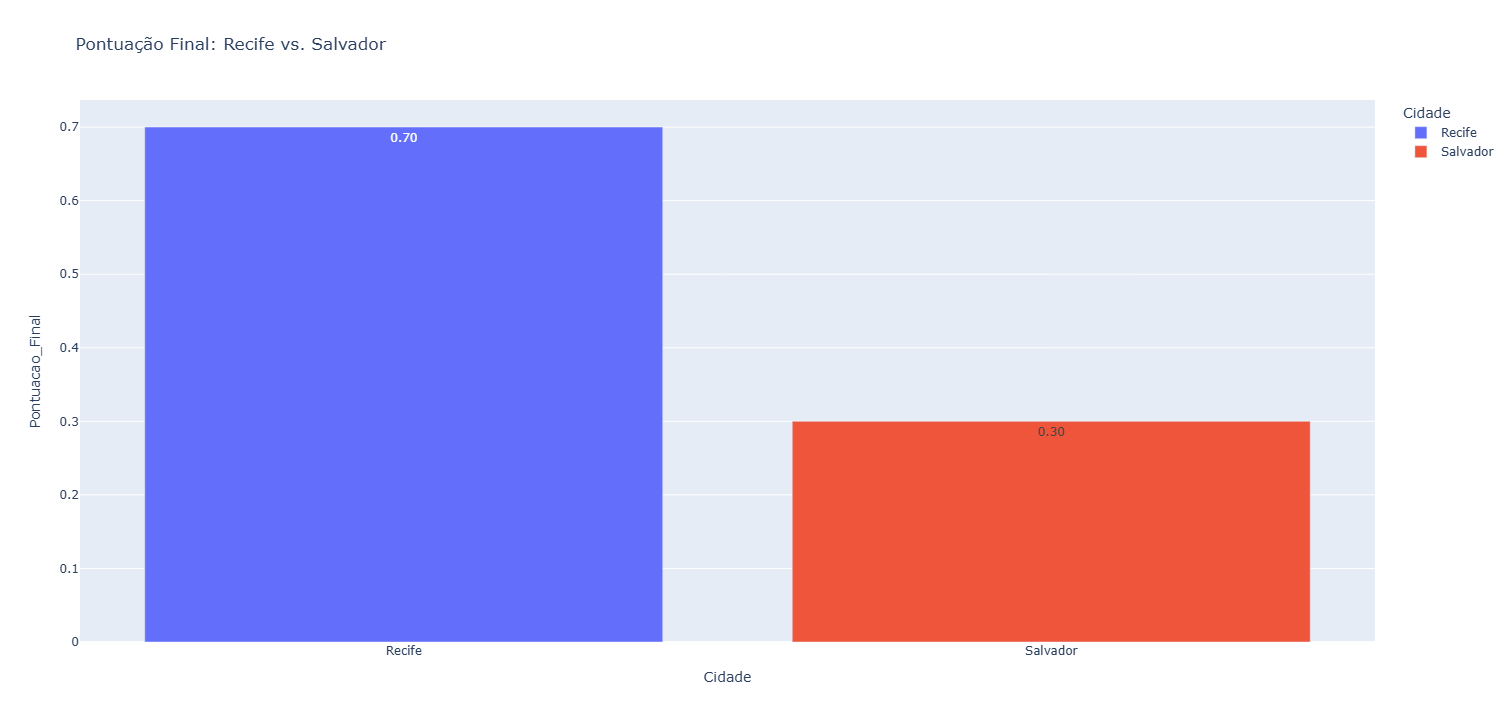 Pontuação Final: Recife vs. Salvador
Cidade
Recife
Salvador
0.7
0.6
0.5
0.4
0.3
0.2
0.1
0
Pontuacao_Final
0.70
0.30
Recife
Salvador
Cidade